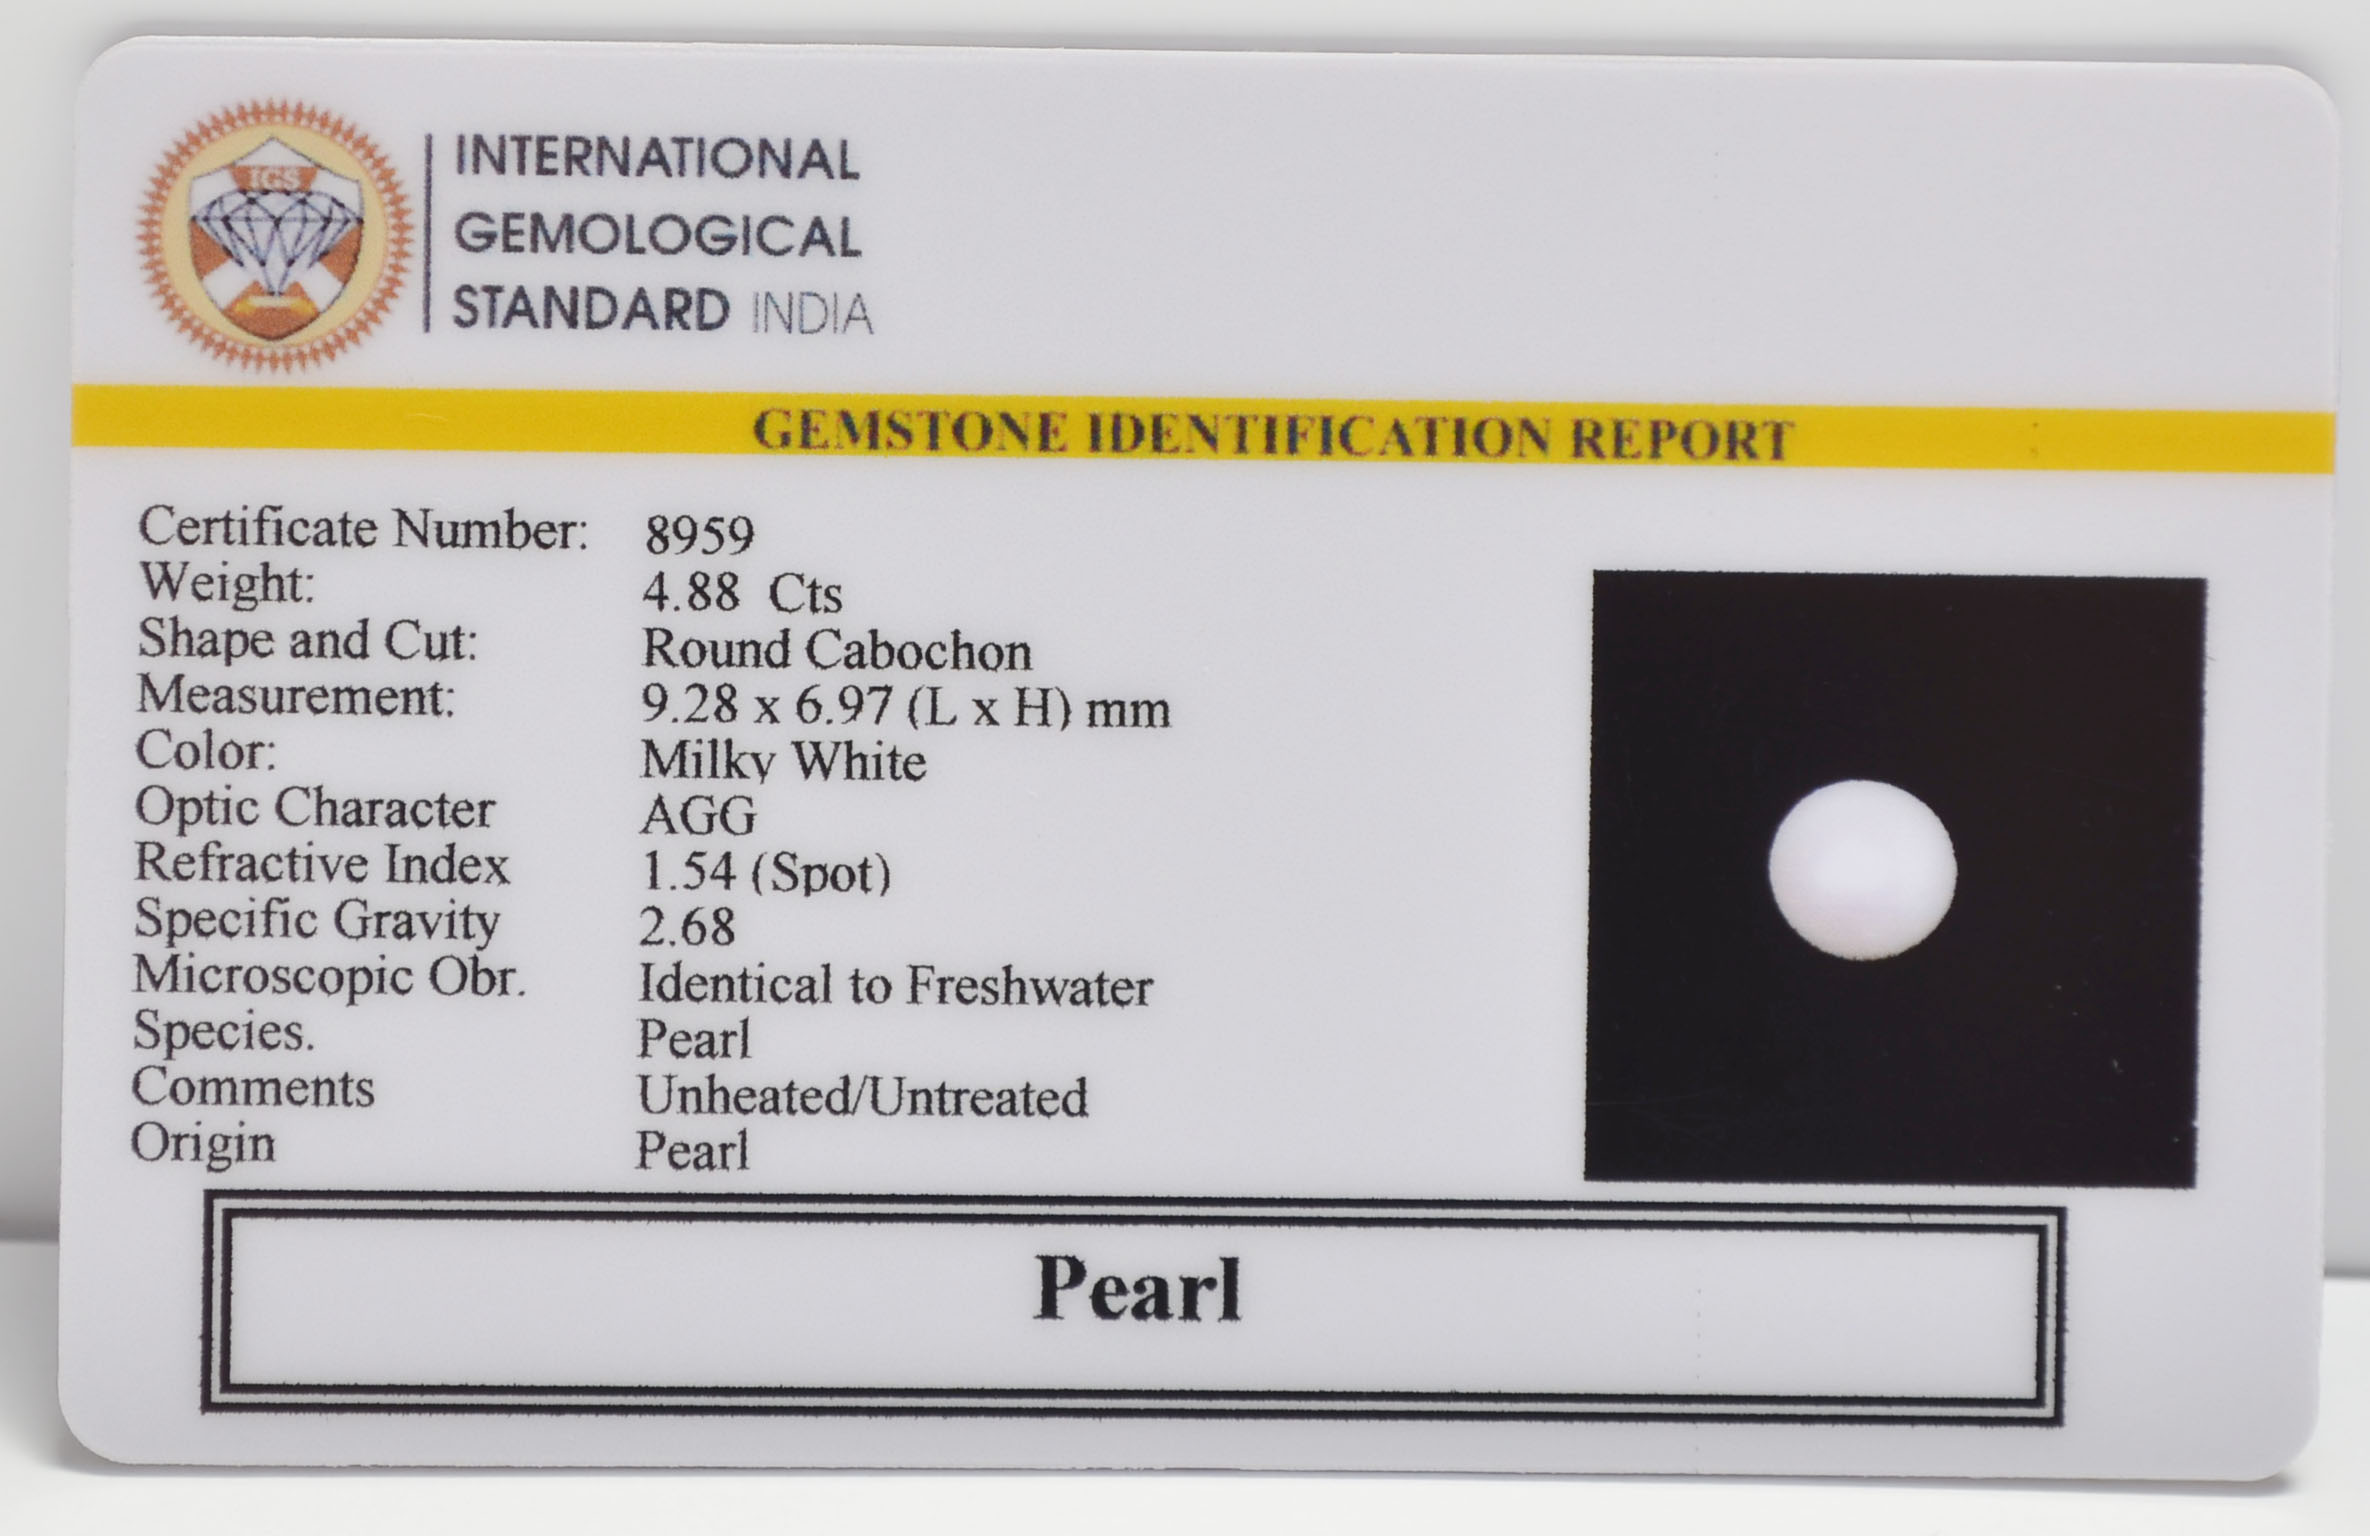 IGS
INTERNATIONAL
GEMOLOGICAL
STANDARD INDIA
GEMSTONE IDENTIFICATION REPORT
Certificate Number: 8959
Weight: 4.88 Cts
Shape and Cut: Round Cabochon
Measurement: 9.28 x 6.97 (L x H) mm
Color: Milky White
Optic Character AGG
Refractive Index 1.54 (Spot)
Specific Gravity 2.68
Microscopic Obr. Identical to Freshwater
Species. Pearl
Comments Unheated/Untreated
Origin Pearl
Pearl